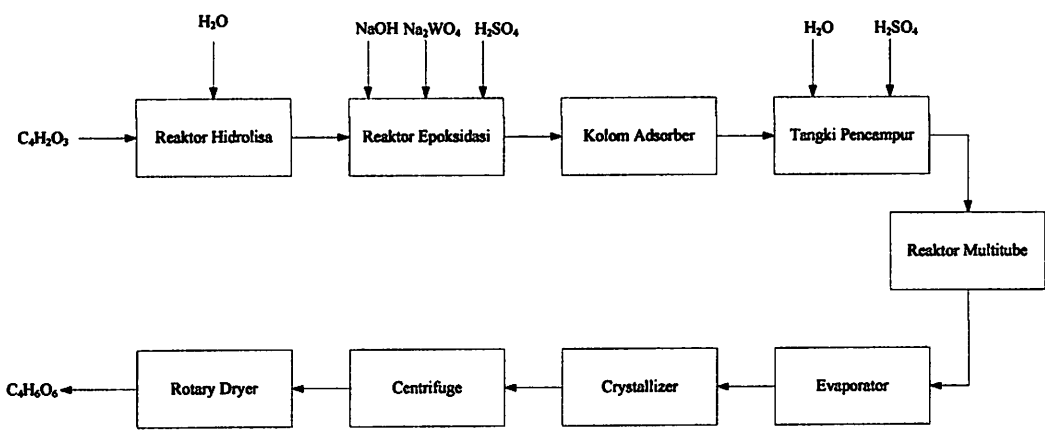 H₂O
NaOH Na₂WO₄ H₂SO₄
H₂O H₂SO₄
C₄H₂O₃
Reaktor Hidrolisa
Reaktor Epoksidasi
Kolom Adsorber
Tangki Pencampur
Reaktor Multitube
C₄H₆O₆
Rotary Dryer
Centrifuge
Crystallizer
Evaporator